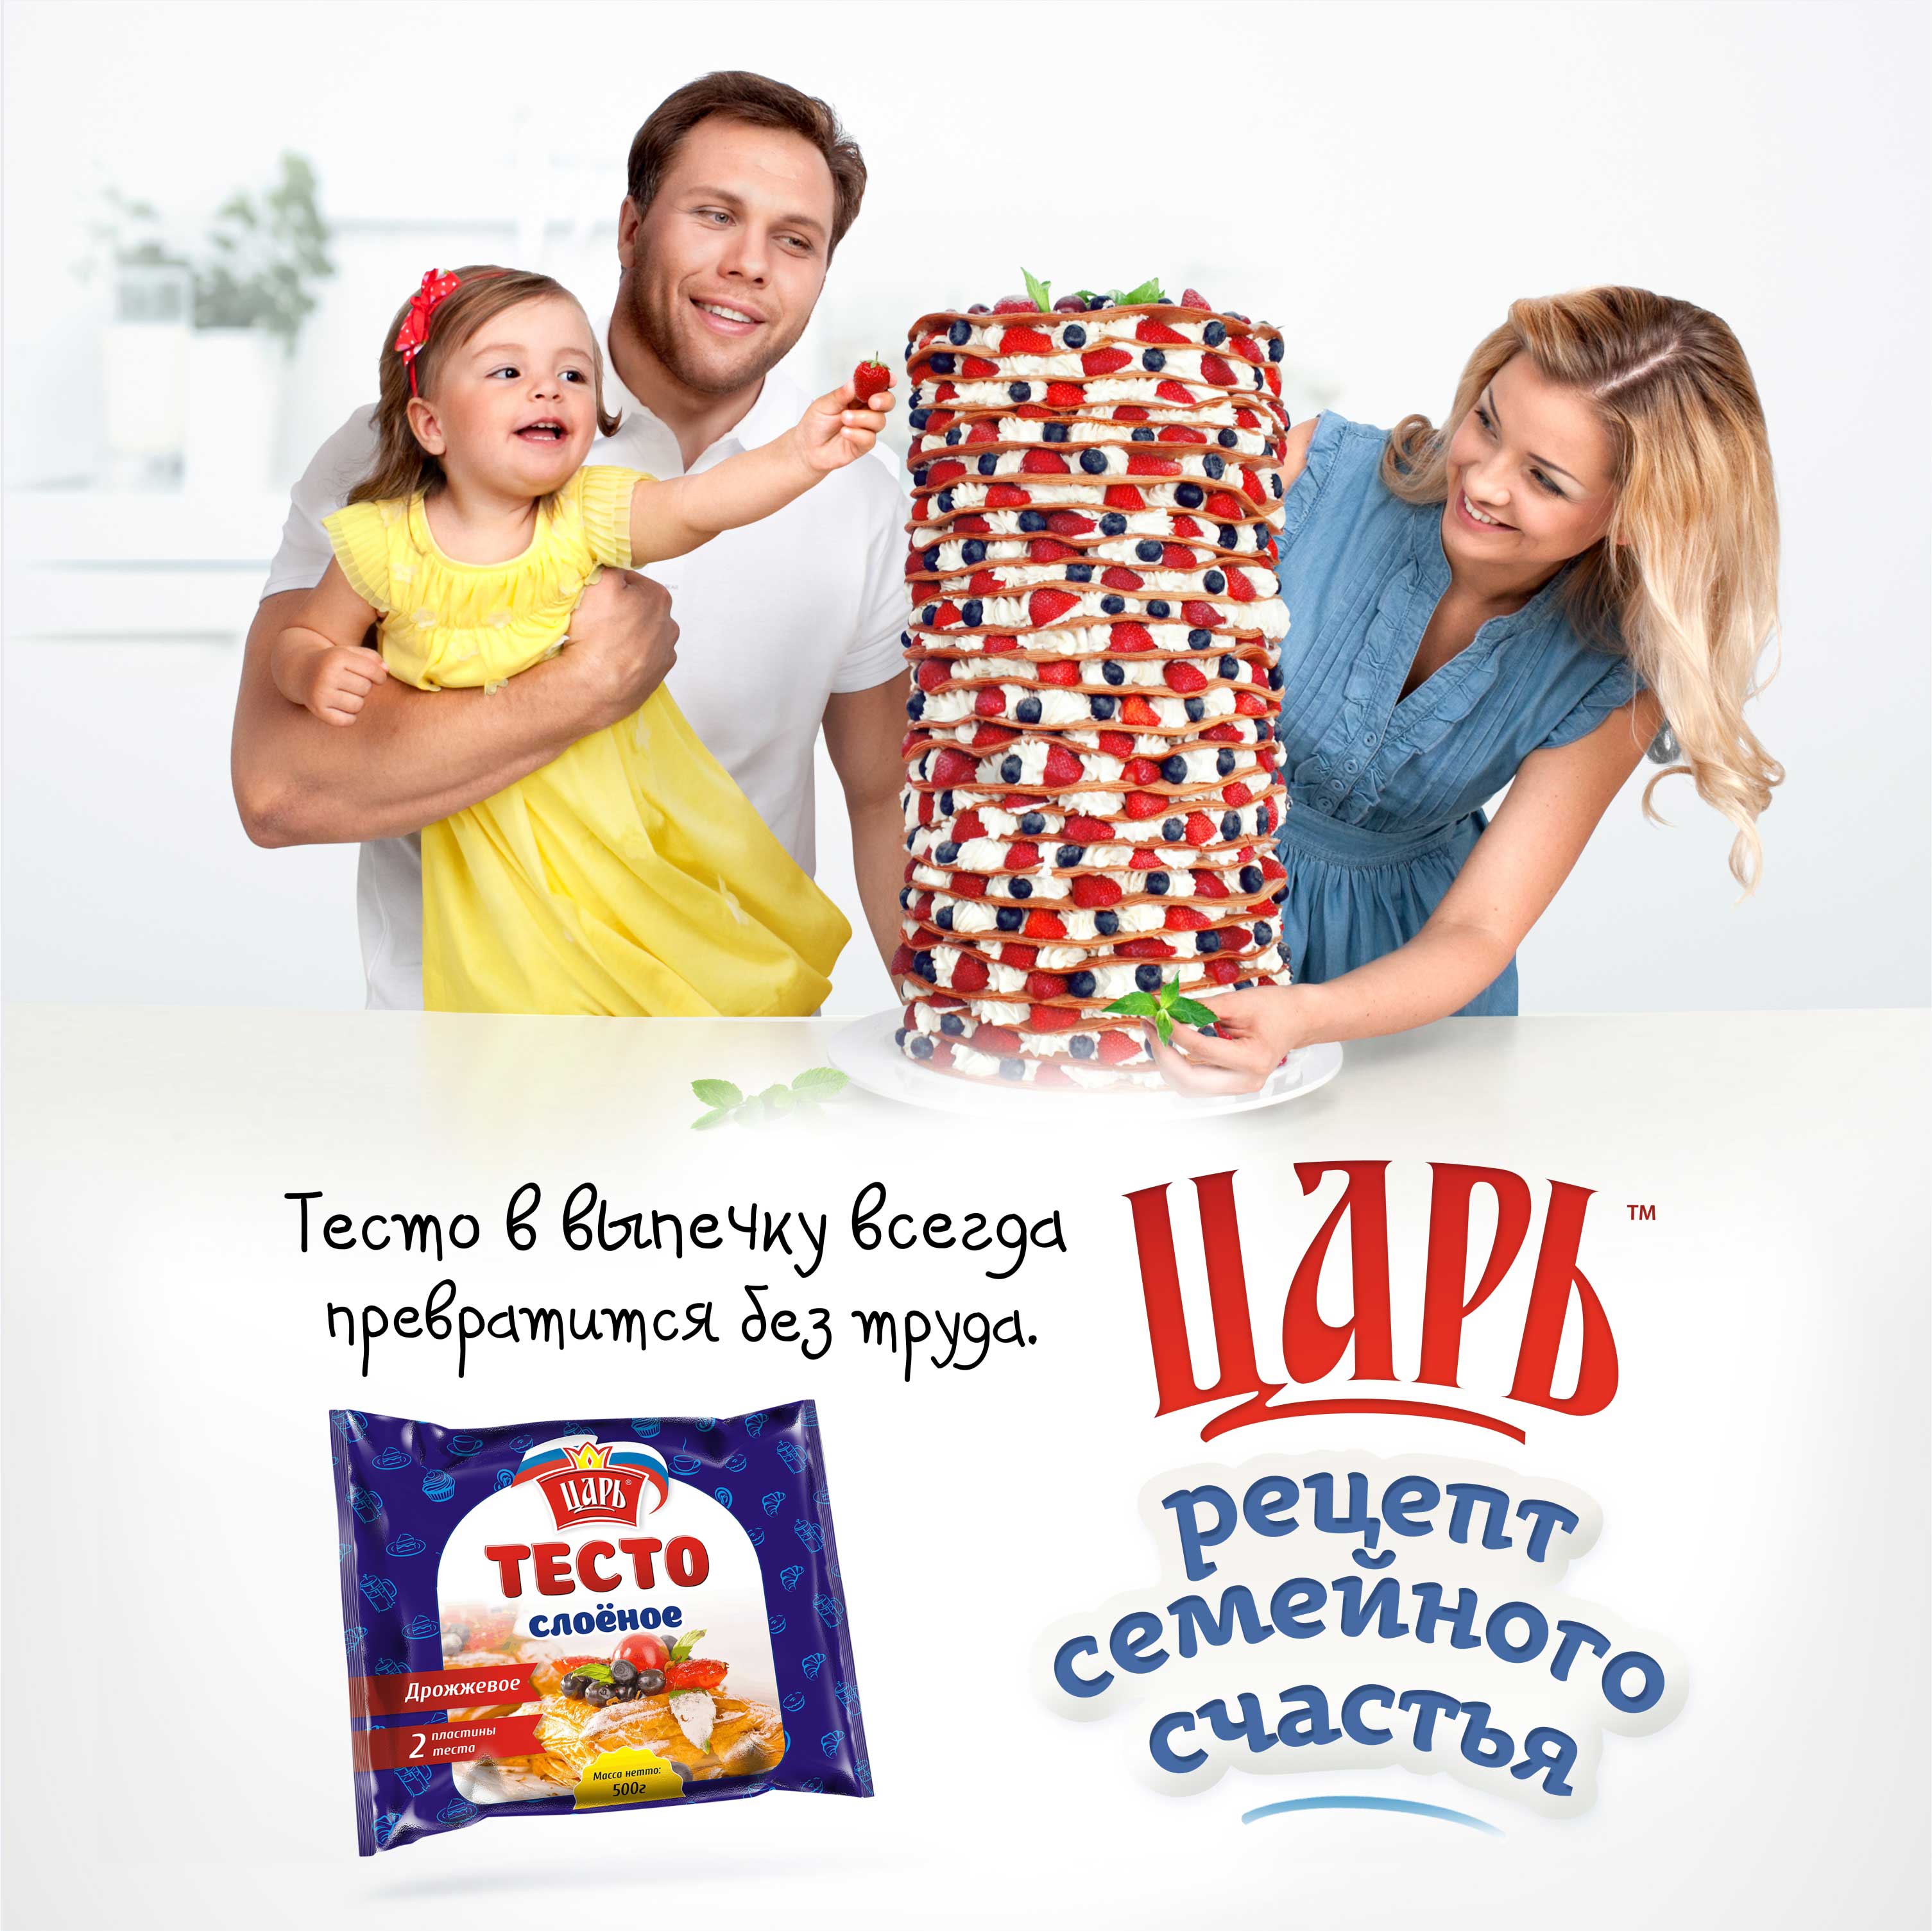 Тесто в выпечку всегда
превратится без труда.
ЦАРЬ ™
рецепт
семейного
счастья
ЦАРЬ®
ТЕСТО
слоёное
Дрожжевое
2 пластины
теста
Масса нетто:
500г